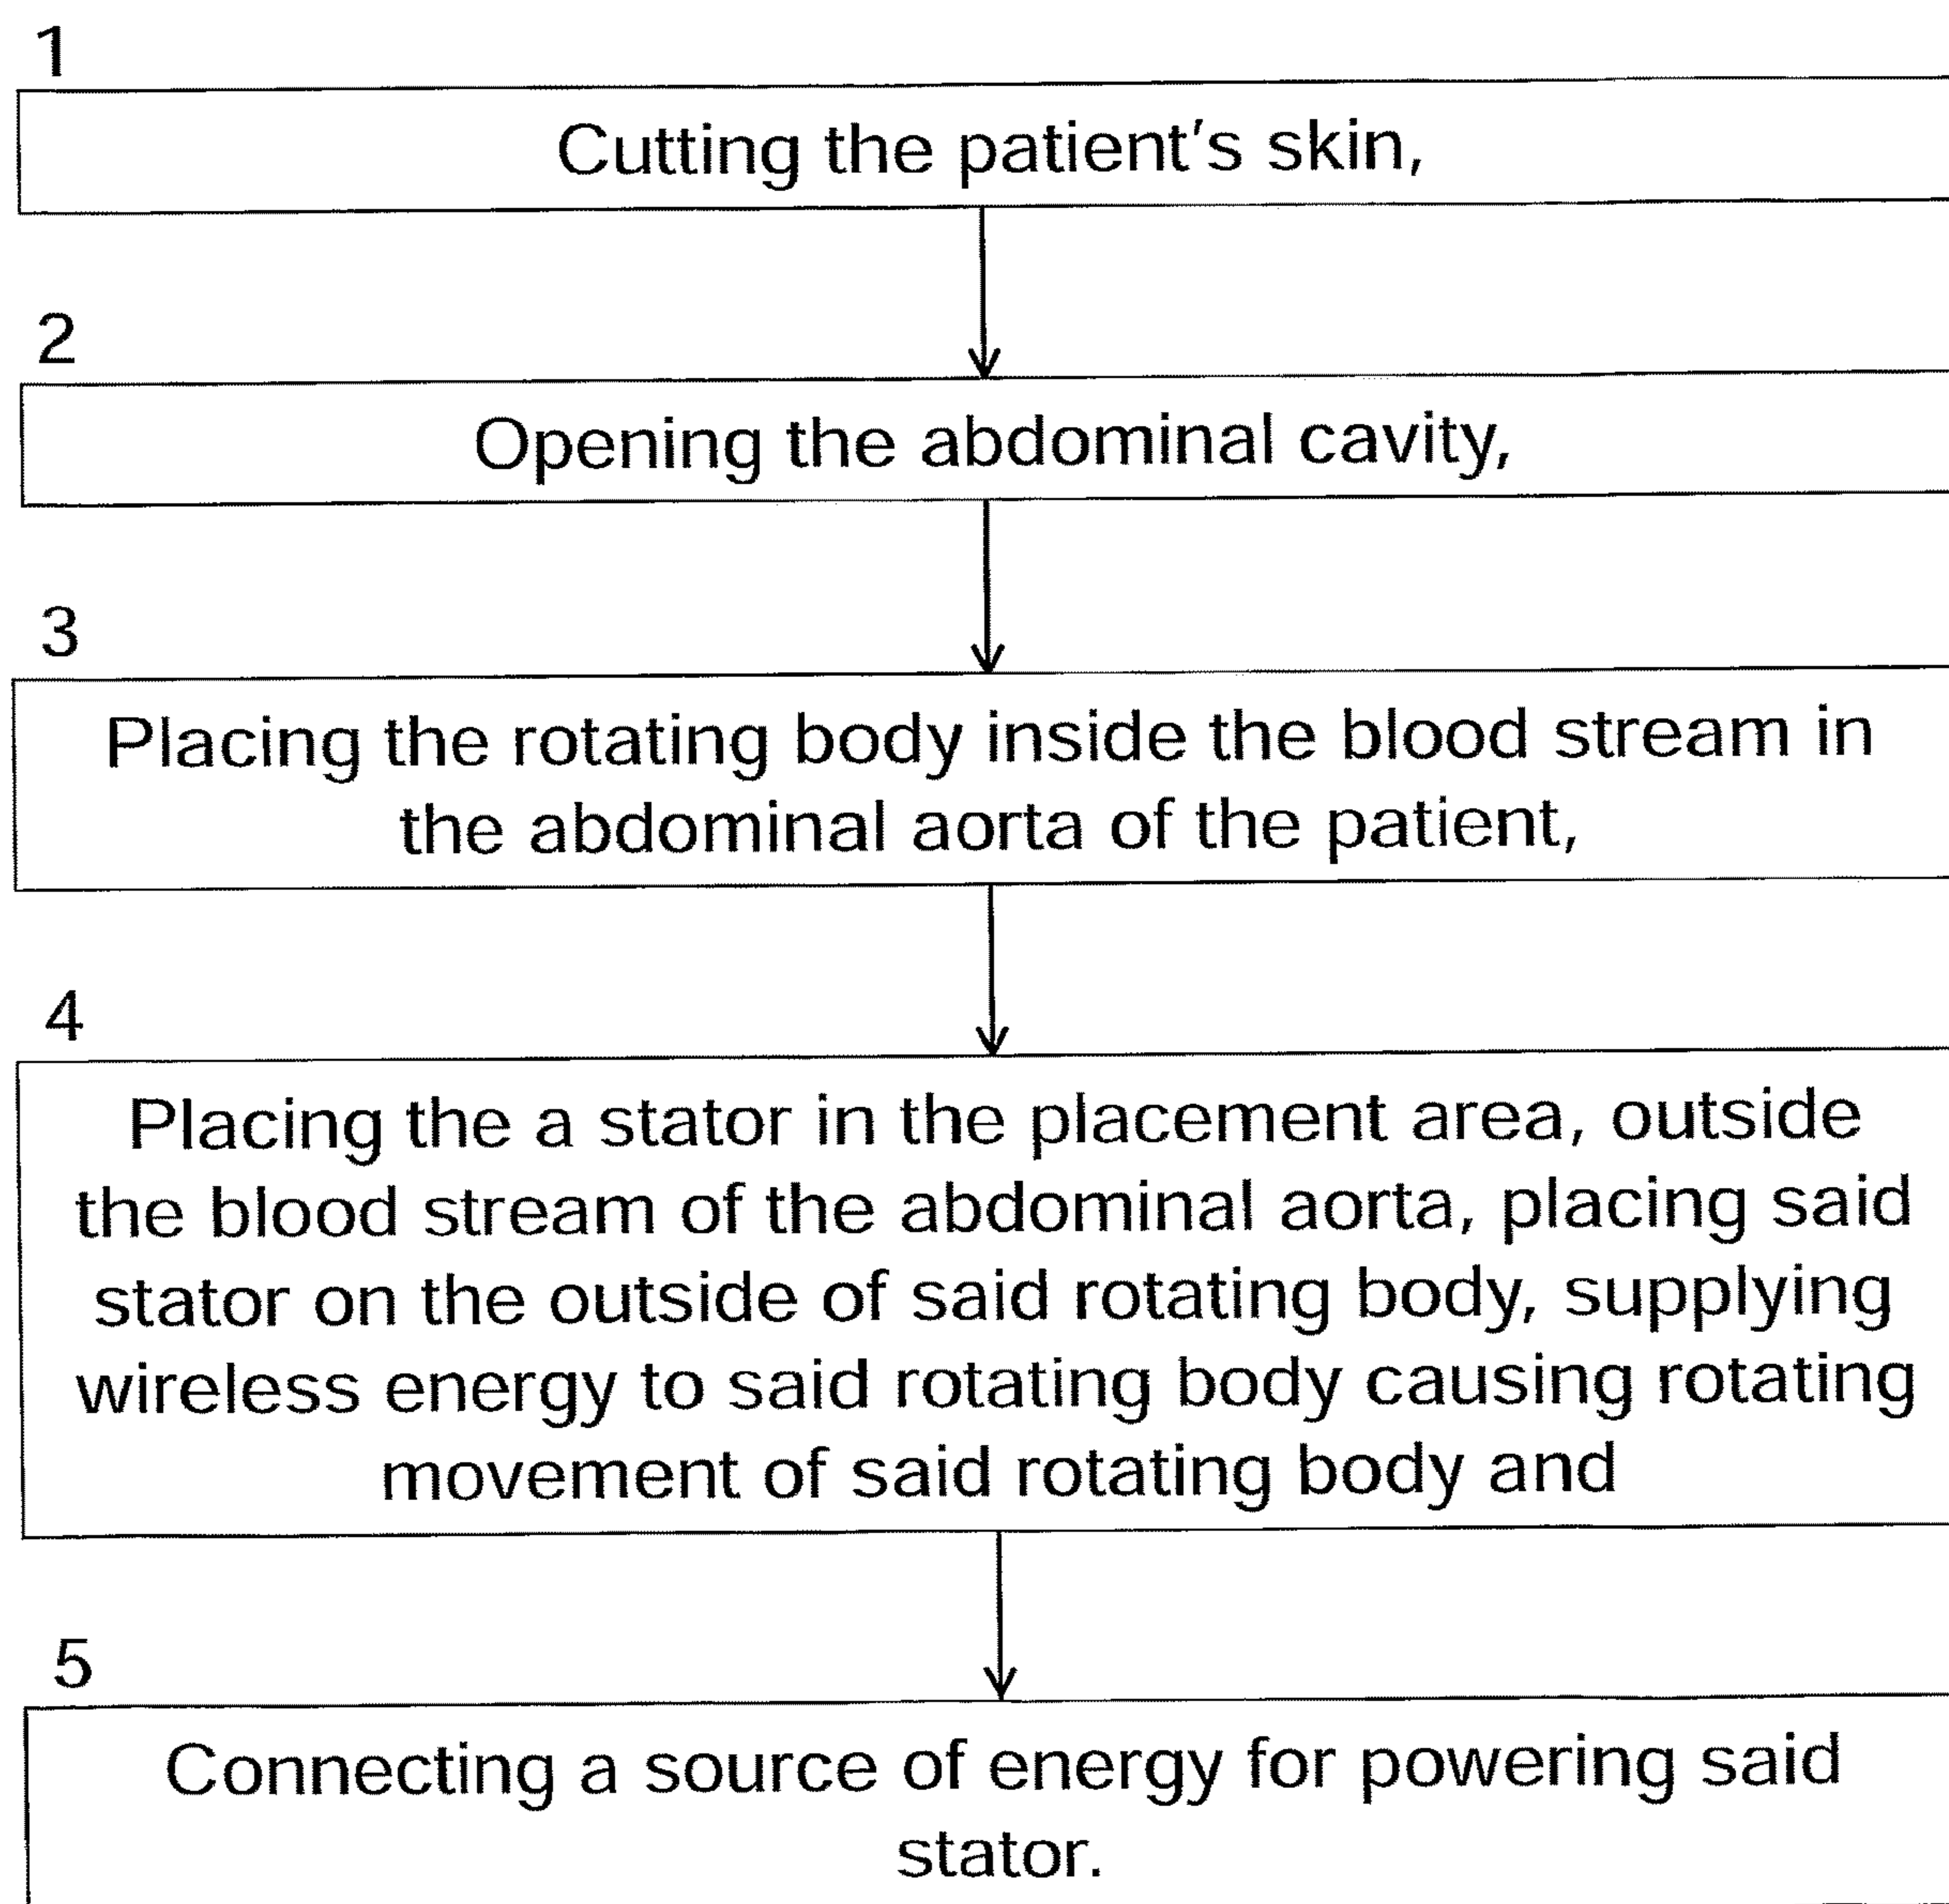 1
Cutting the patient's skin,
2
Opening the abdominal cavity,
3
Placing the rotating body inside the blood stream in
the abdominal aorta of the patient,
4
Placing the a stator in the placement area, outside
the blood stream of the abdominal aorta, placing said
stator on the outside of said rotating body, supplying
wireless energy to said rotating body causing rotating
movement of said rotating body and
5
Connecting a source of energy for powering said
stator.